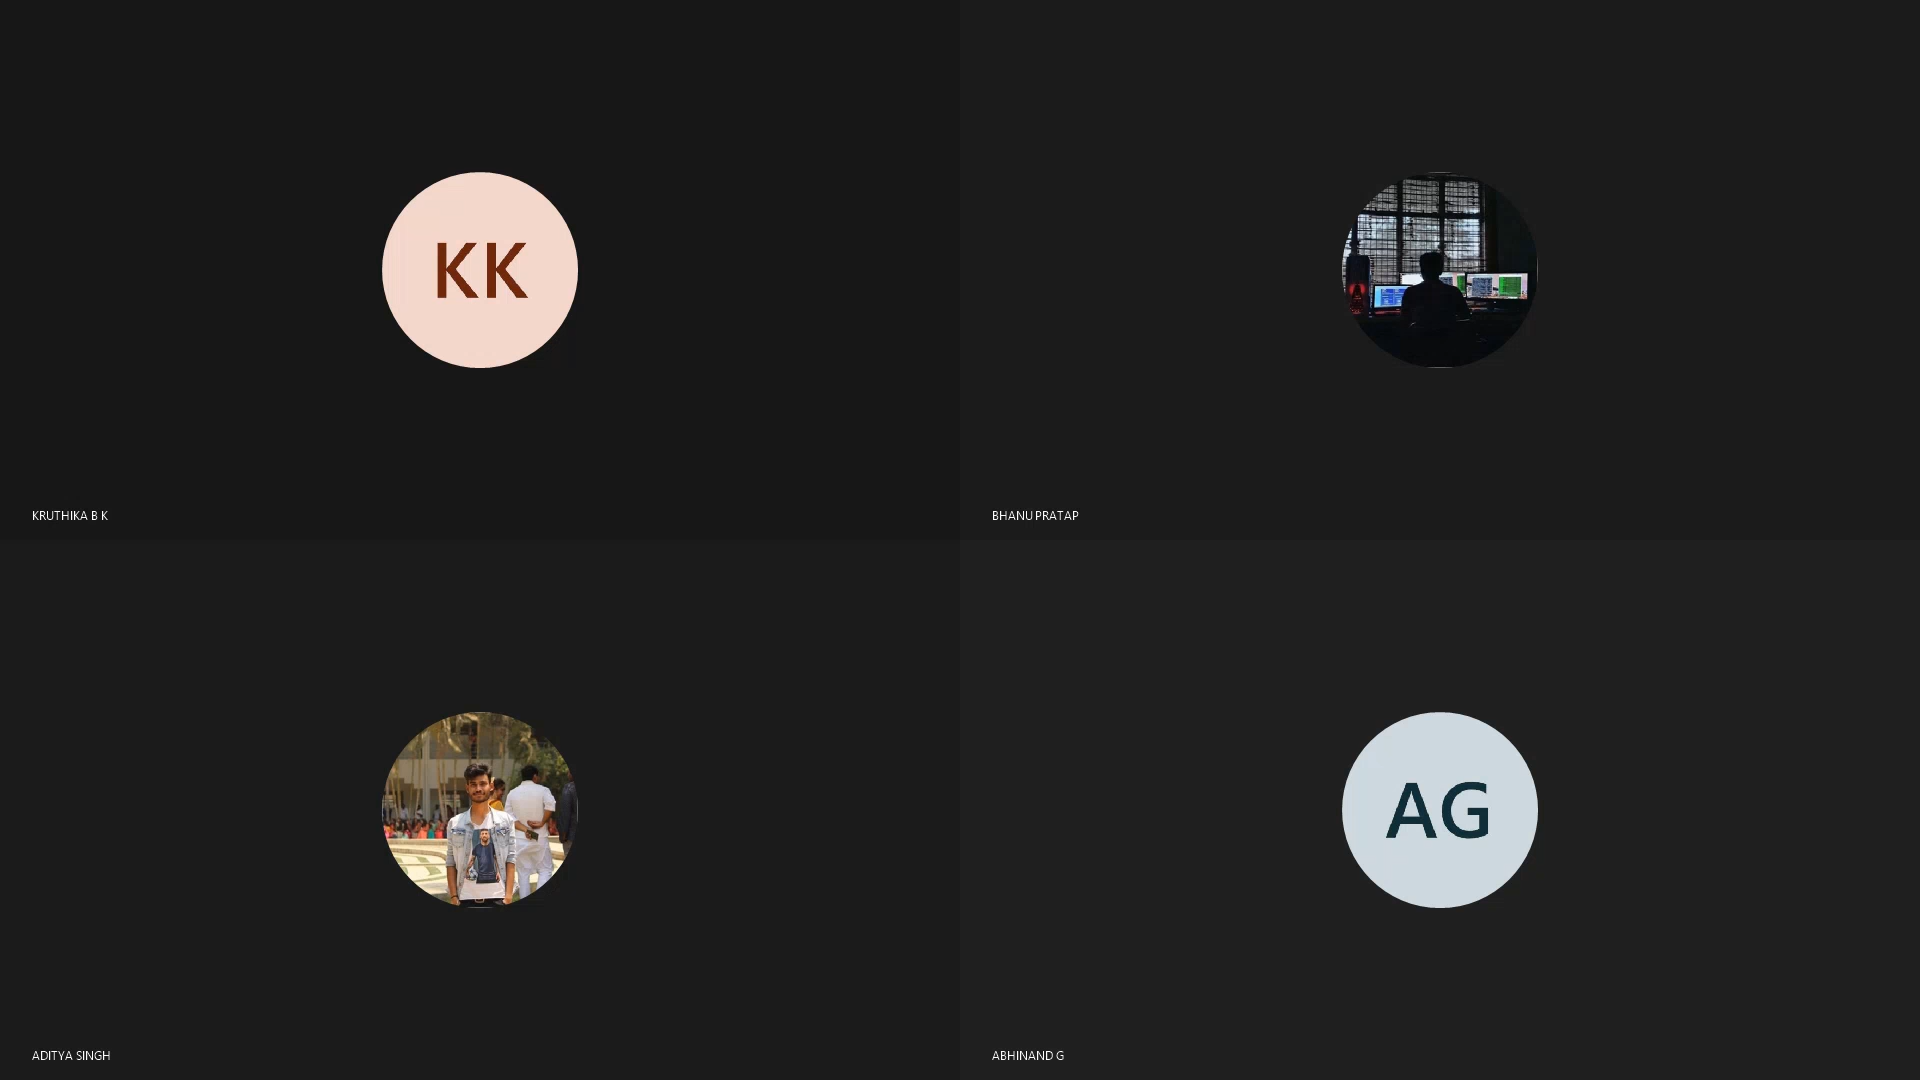 KK
KRUTHIKA B K
BHANU PRATAP
ADITYA SINGH
AG
ABHINAND G